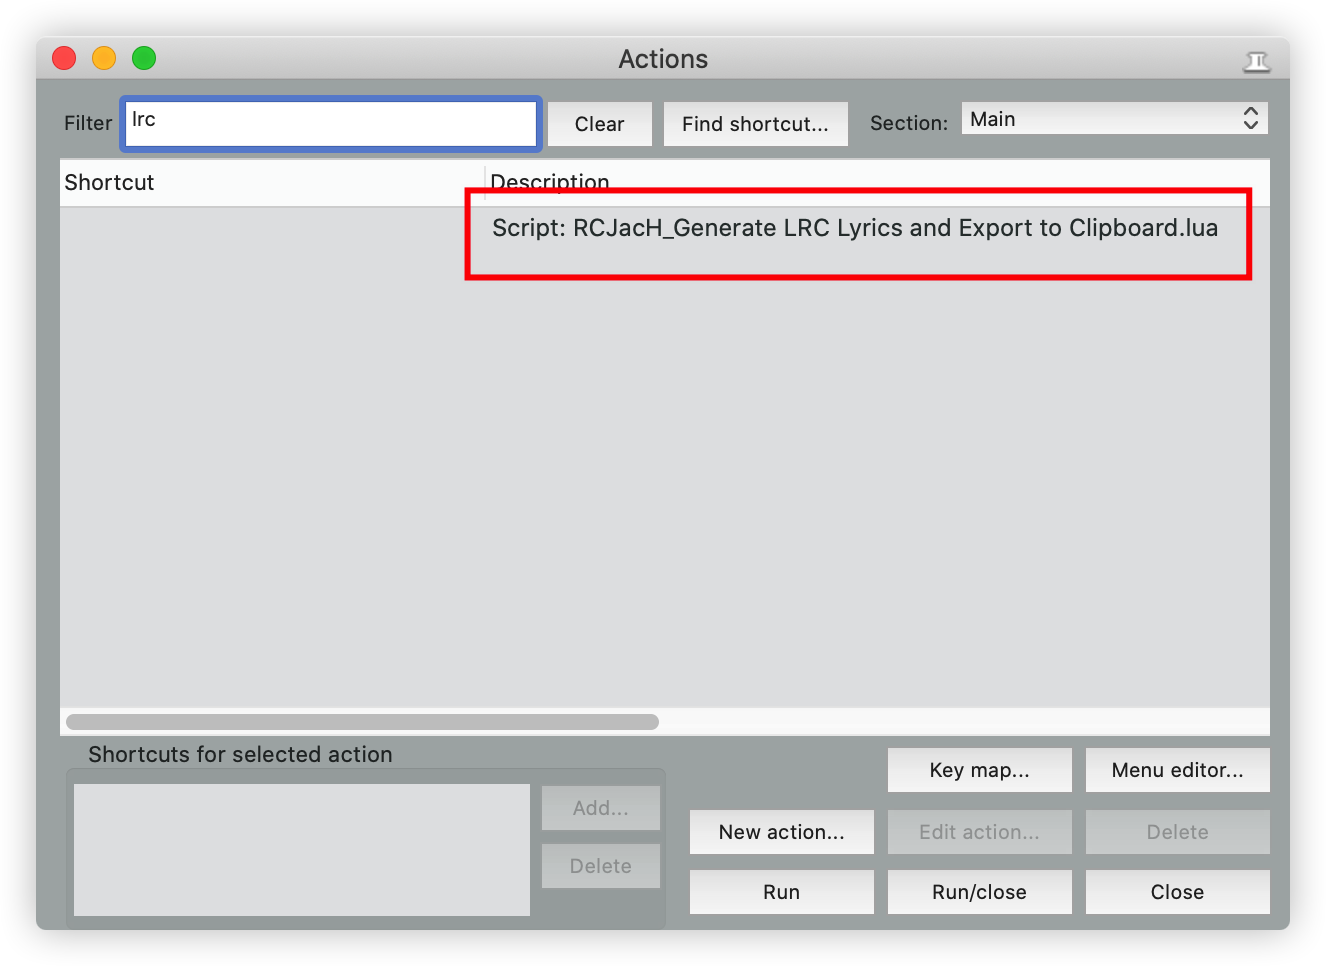 Actions
Filter
lrc
Clear
Find shortcut...
Section:
Main
Shortcut
Description
Script: RCJacH_Generate LRC Lyrics and Export to Clipboard.lua
Shortcuts for selected action
Add...
Delete
Key map...
Menu editor...
New action...
Edit action...
Delete
Run
Run/close
Close